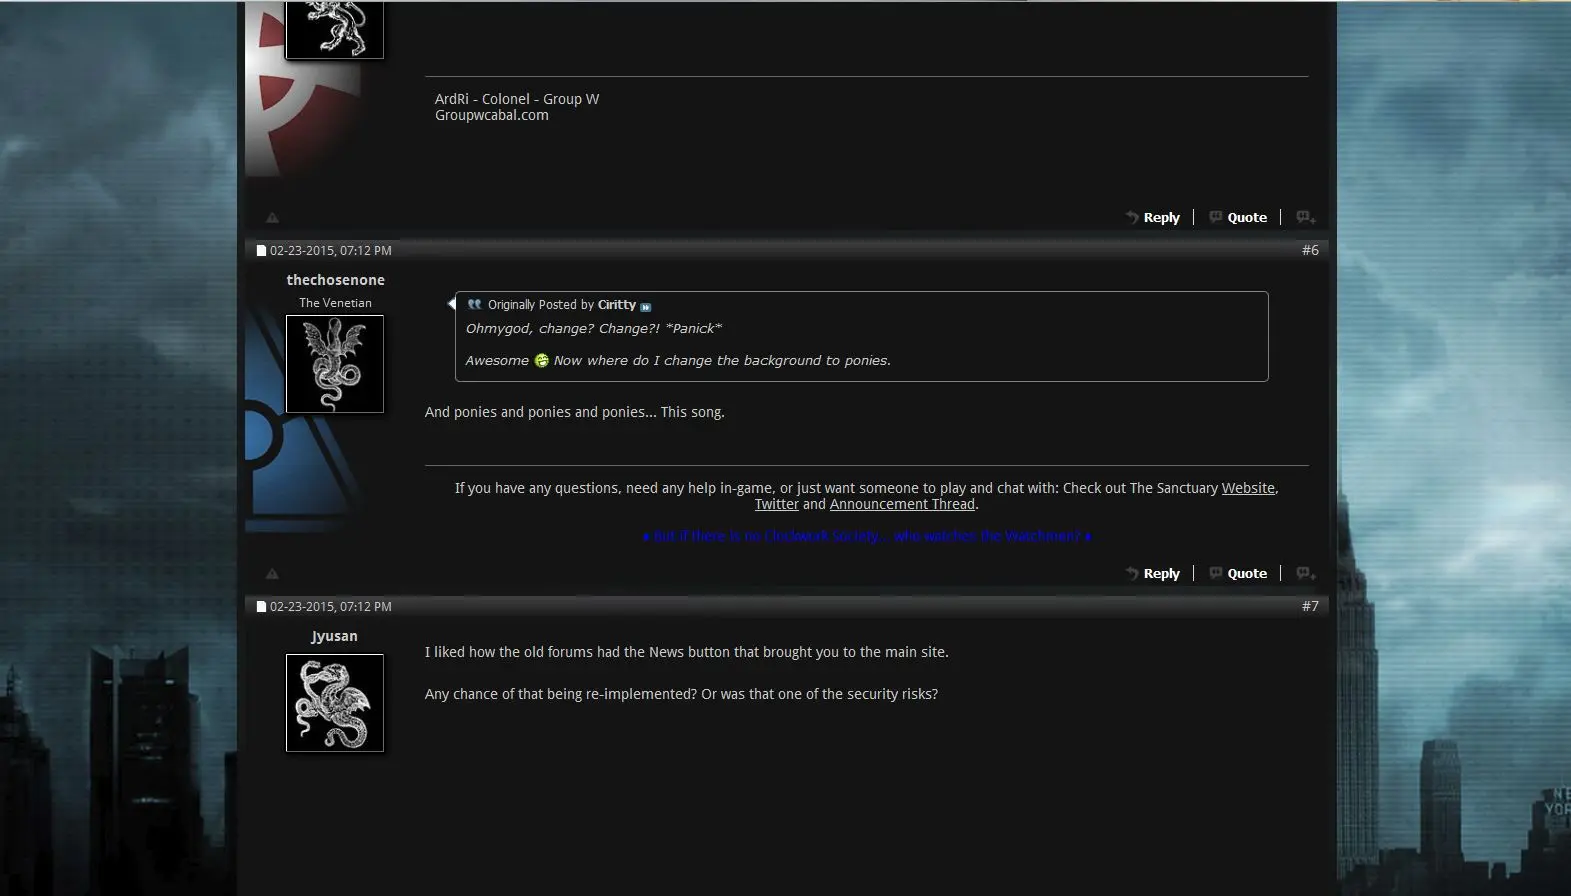 ArdRi - Colonel - Group W
Groupwcabal.com
Reply
Quote
02-23-2015, 07:12 PM
#6
thechosenone
The Venetian
Originally Posted by Ciritty
Ohmygod, change? Change?! *Panick*
Awesome Now where do I change the background to ponies.
And ponies and ponies and ponies... This song.
If you have any questions, need any help in-game, or just want someone to play and chat with: Check out The Sanctuary Website,
Twitter and Announcement Thread.
♦ But if there is no Clockwork Society... who watches the Watchmen? ♦
Reply
Quote
02-23-2015, 07:12 PM
#7
Jyusan
I liked how the old forums had the News button that brought you to the main site.
Any chance of that being re-implemented? Or was that one of the security risks?
NE
YOR